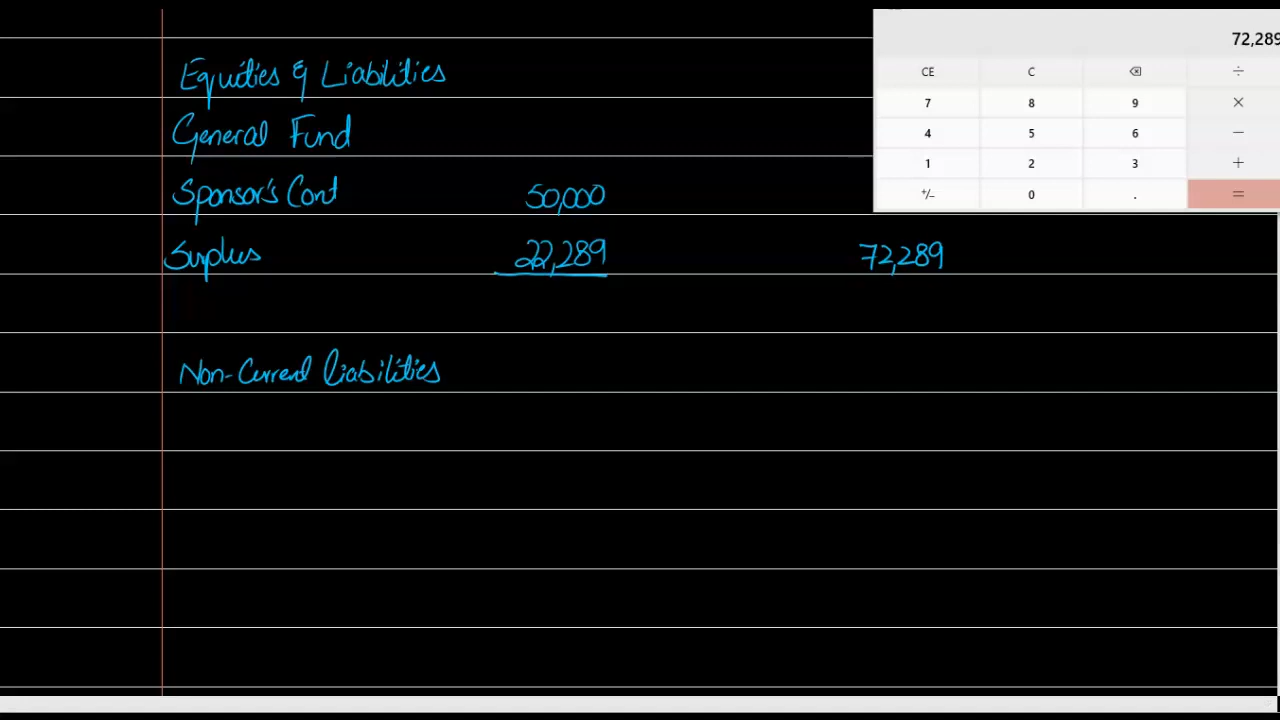 72,289
CE C ⌫ ÷
7 8 9 ×
4 5 6 −
1 2 3 +
+/− 0 . =
Equities & Liabilities
General Fund
Sponsor's Cont 50,000
Surplus 22,289 72,289
Non-Current liabilities